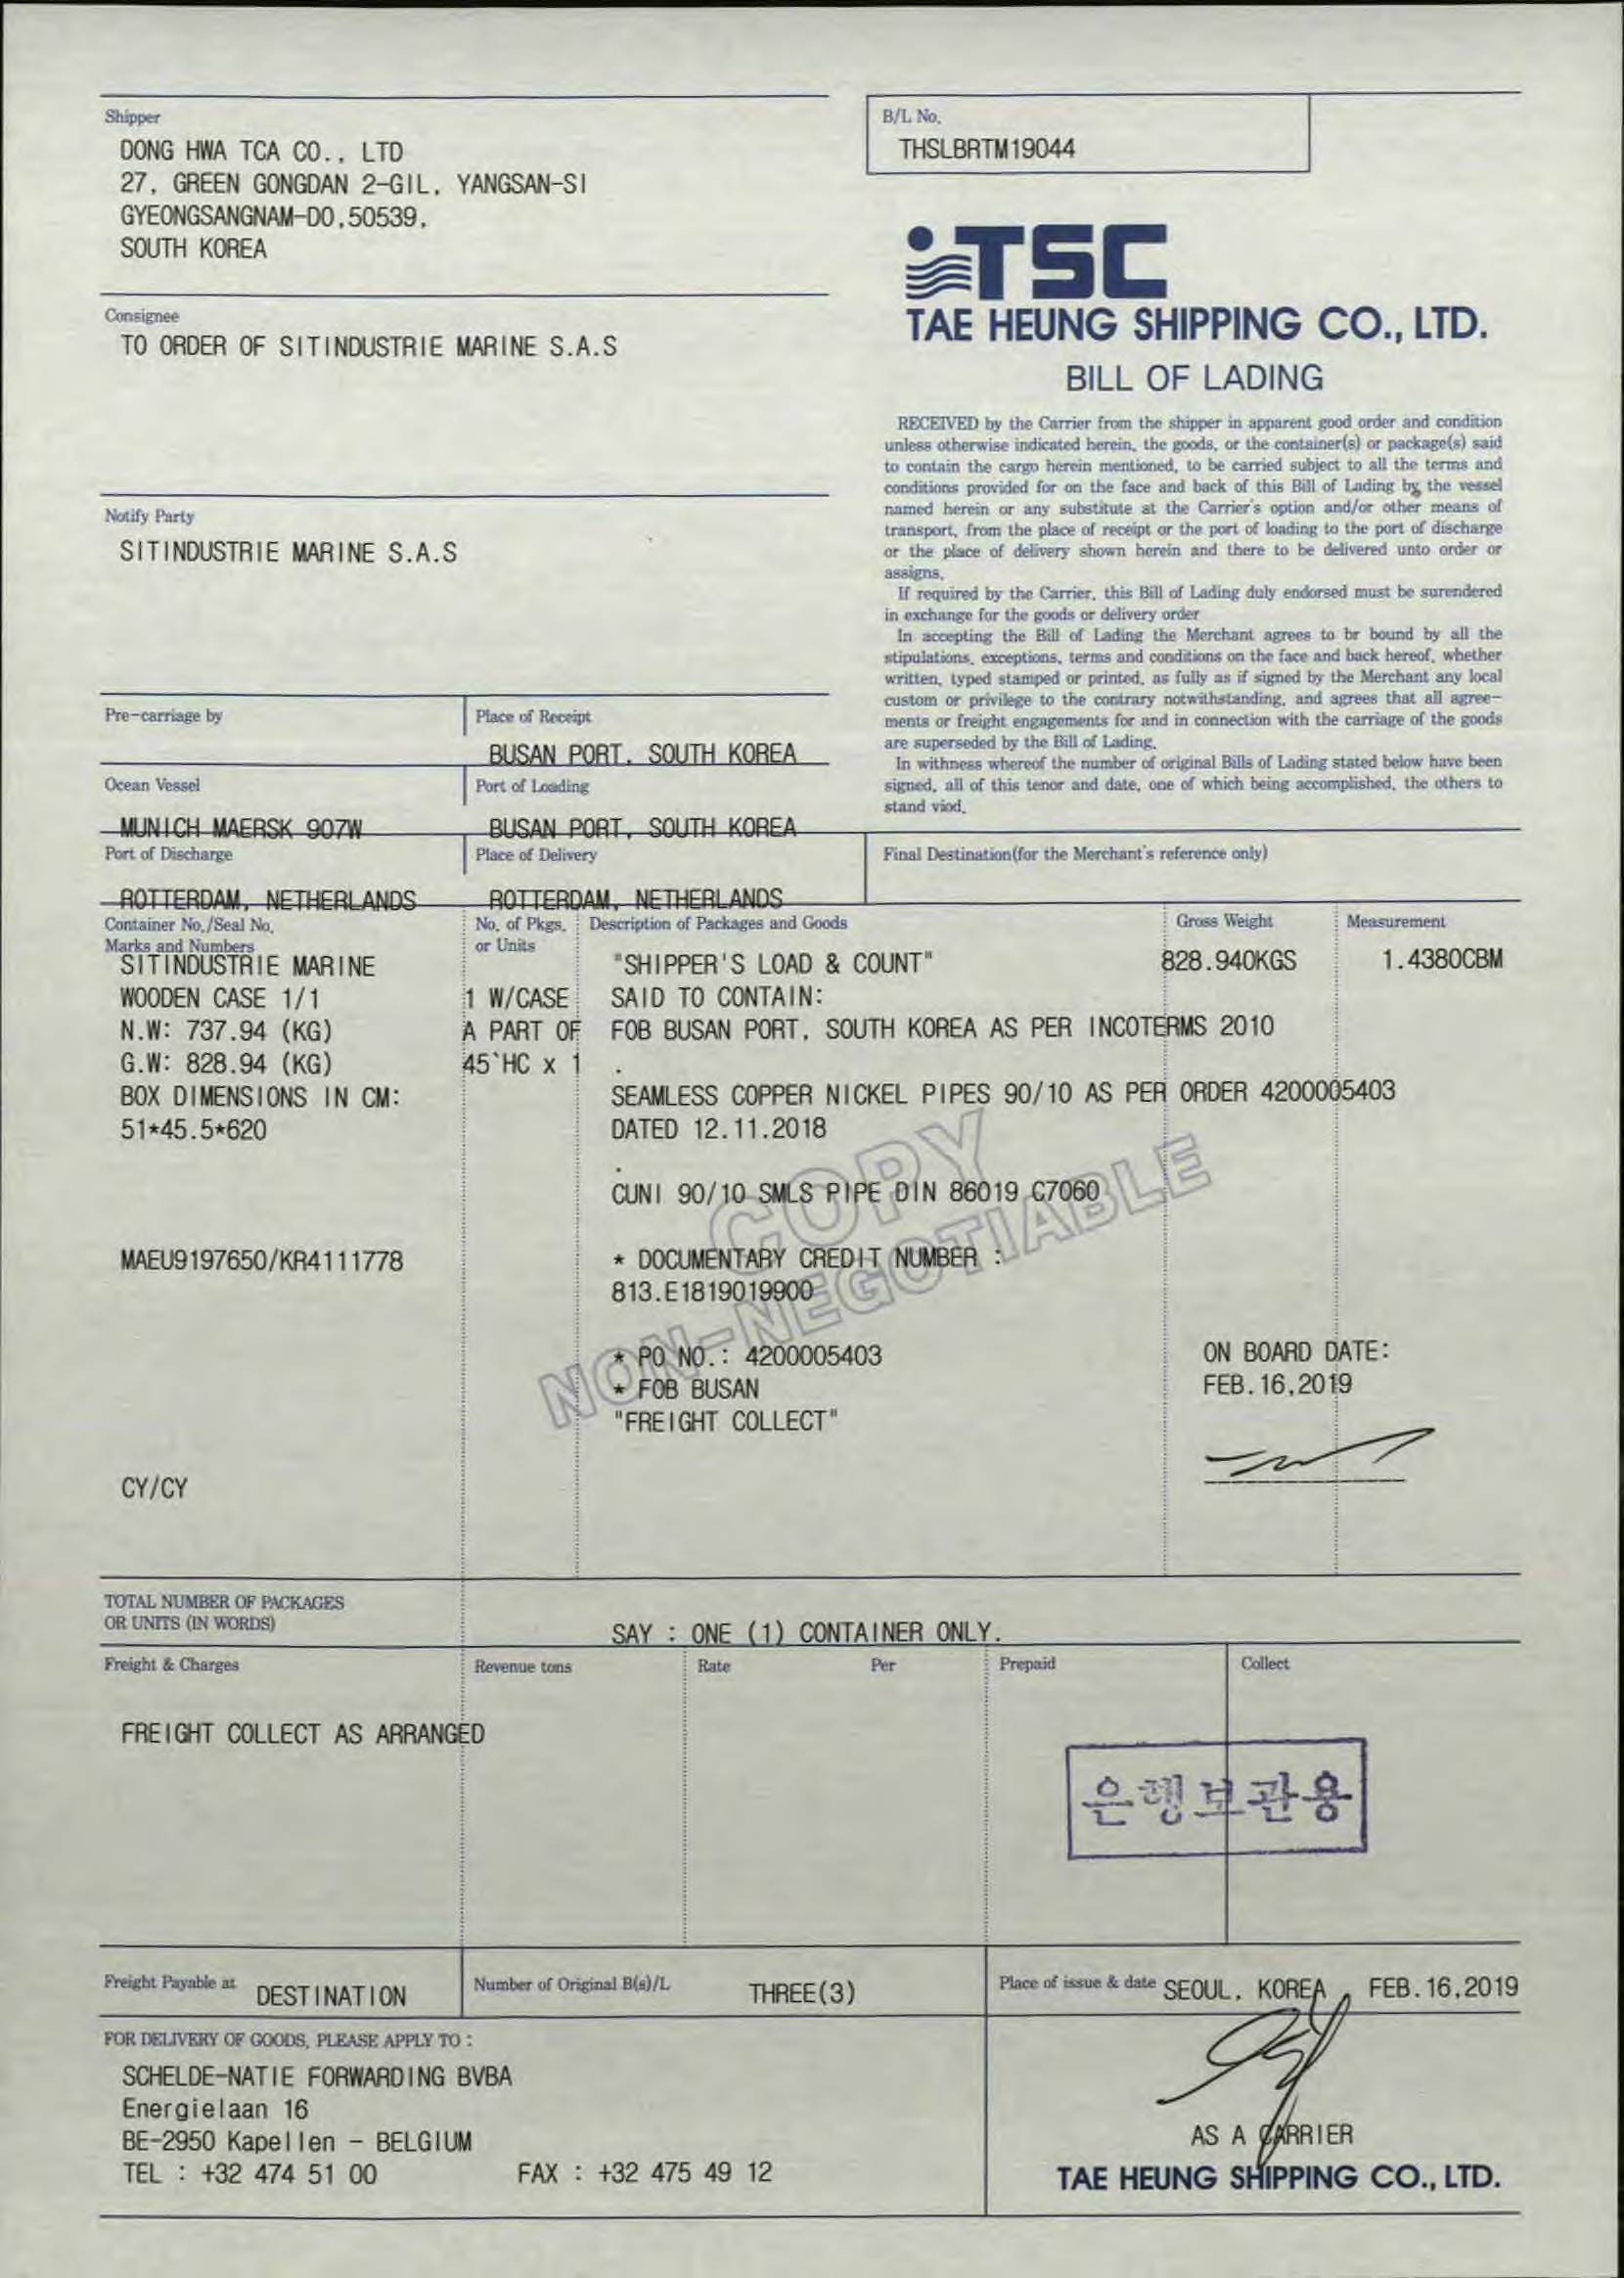 Shipper
DONG HWA TCA CO., LTD
27, GREEN GONGDAN 2-GIL, YANGSAN-SI
GYEONGSANGNAM-DO,50539,
SOUTH KOREA
B/L No.
THSLBRTM19044
Consignee
TO ORDER OF SITINDUSTRIE MARINE S.A.S
TSC
TAE HEUNG SHIPPING CO., LTD.
BILL OF LADING
RECEIVED by the Carrier from the shipper in apparent good order and condition
unless otherwise indicated herein, the goods, or the container(s) or package(s) said
to contain the cargo herein mentioned, to be carried subject to all the terms and
conditions provided for on the face and back of this Bill of Lading by the vessel
named herein or any substitute at the Carrier's option and/or other means of
transport, from the place of receipt or the port of loading to the port of discharge
or the place of delivery shown herein and there to be delivered unto order or
assigns,
If required by the Carrier, this Bill of Lading duly endorsed must be surendered
in exchange for the goods or delivery order
In accepting the Bill of Lading the Merchant agrees to br bound by all the
stipulations, exceptions, terms and conditions on the face and back hereof, whether
written, typed stamped or printed, as fully as if signed by the Merchant any local
custom or privilege to the contrary notwithstanding, and agrees that all agree-
ments or freight engagements for and in connection with the carriage of the goods
are superseded by the Bill of Lading.
In withness whereof the number of original Bills of Lading stated below have been
signed, all of this tenor and date, one of which being accomplished, the others to
stand viod.
Notify Party
SITINDUSTRIE MARINE S.A.S
Pre-carriage by
Place of Receipt
BUSAN PORT, SOUTH KOREA
Ocean Vessel
Port of Loading
MUNICH MAERSK 907W
BUSAN PORT, SOUTH KOREA
Port of Discharge
Place of Delivery
Final Destination(for the Merchant's reference only)
ROTTERDAM, NETHERLANDS
ROTTERDAM, NETHERLANDS
Container No./Seal No.
Marks and Numbers
No. of Pkgs.
or Units
Description of Packages and Goods
Gross Weight
Measurement
SITINDUSTRIE MARINE
"SHIPPER'S LOAD & COUNT"
828.940KGS
1.4380CBM
WOODEN CASE 1/1
1 W/CASE
SAID TO CONTAIN:
N.W: 737.94 (KG)
A PART OF
FOB BUSAN PORT, SOUTH KOREA AS PER INCOTERMS 2010
G.W: 828.94 (KG)
45`HC x 1
.
BOX DIMENSIONS IN CM:
SEAMLESS COPPER NICKEL PIPES 90/10 AS PER ORDER 4200005403
51*45.5*620
DATED 12.11.2018
.
CUNI 90/10 SMLS PIPE DIN 86019 C7060
COPY
NON-NEGOTIABLE
MAEU9197650/KR4111778
* DOCUMENTARY CREDIT NUMBER :
813.E1819019900
* PO NO.: 4200005403
ON BOARD DATE:
* FOB BUSAN
FEB.16,2019
"FREIGHT COLLECT"
CY/CY
TOTAL NUMBER OF PACKAGES
OR UNITS (IN WORDS)
SAY : ONE (1) CONTAINER ONLY.
Freight & Charges
Revenue tons
Rate
Per
Prepaid
Collect
FREIGHT COLLECT AS ARRANGED
은행보관용
Freight Payable at
DESTINATION
Number of Original B(s)/L
THREE(3)
Place of issue & date
SEOUL, KOREA
FEB.16,2019
FOR DELIVERY OF GOODS, PLEASE APPLY TO :
SCHELDE-NATIE FORWARDING BVBA
Energielaan 16
BE-2950 Kapellen - BELGIUM
TEL : +32 474 51 00
FAX : +32 475 49 12
AS A CARRIER
TAE HEUNG SHIPPING CO., LTD.